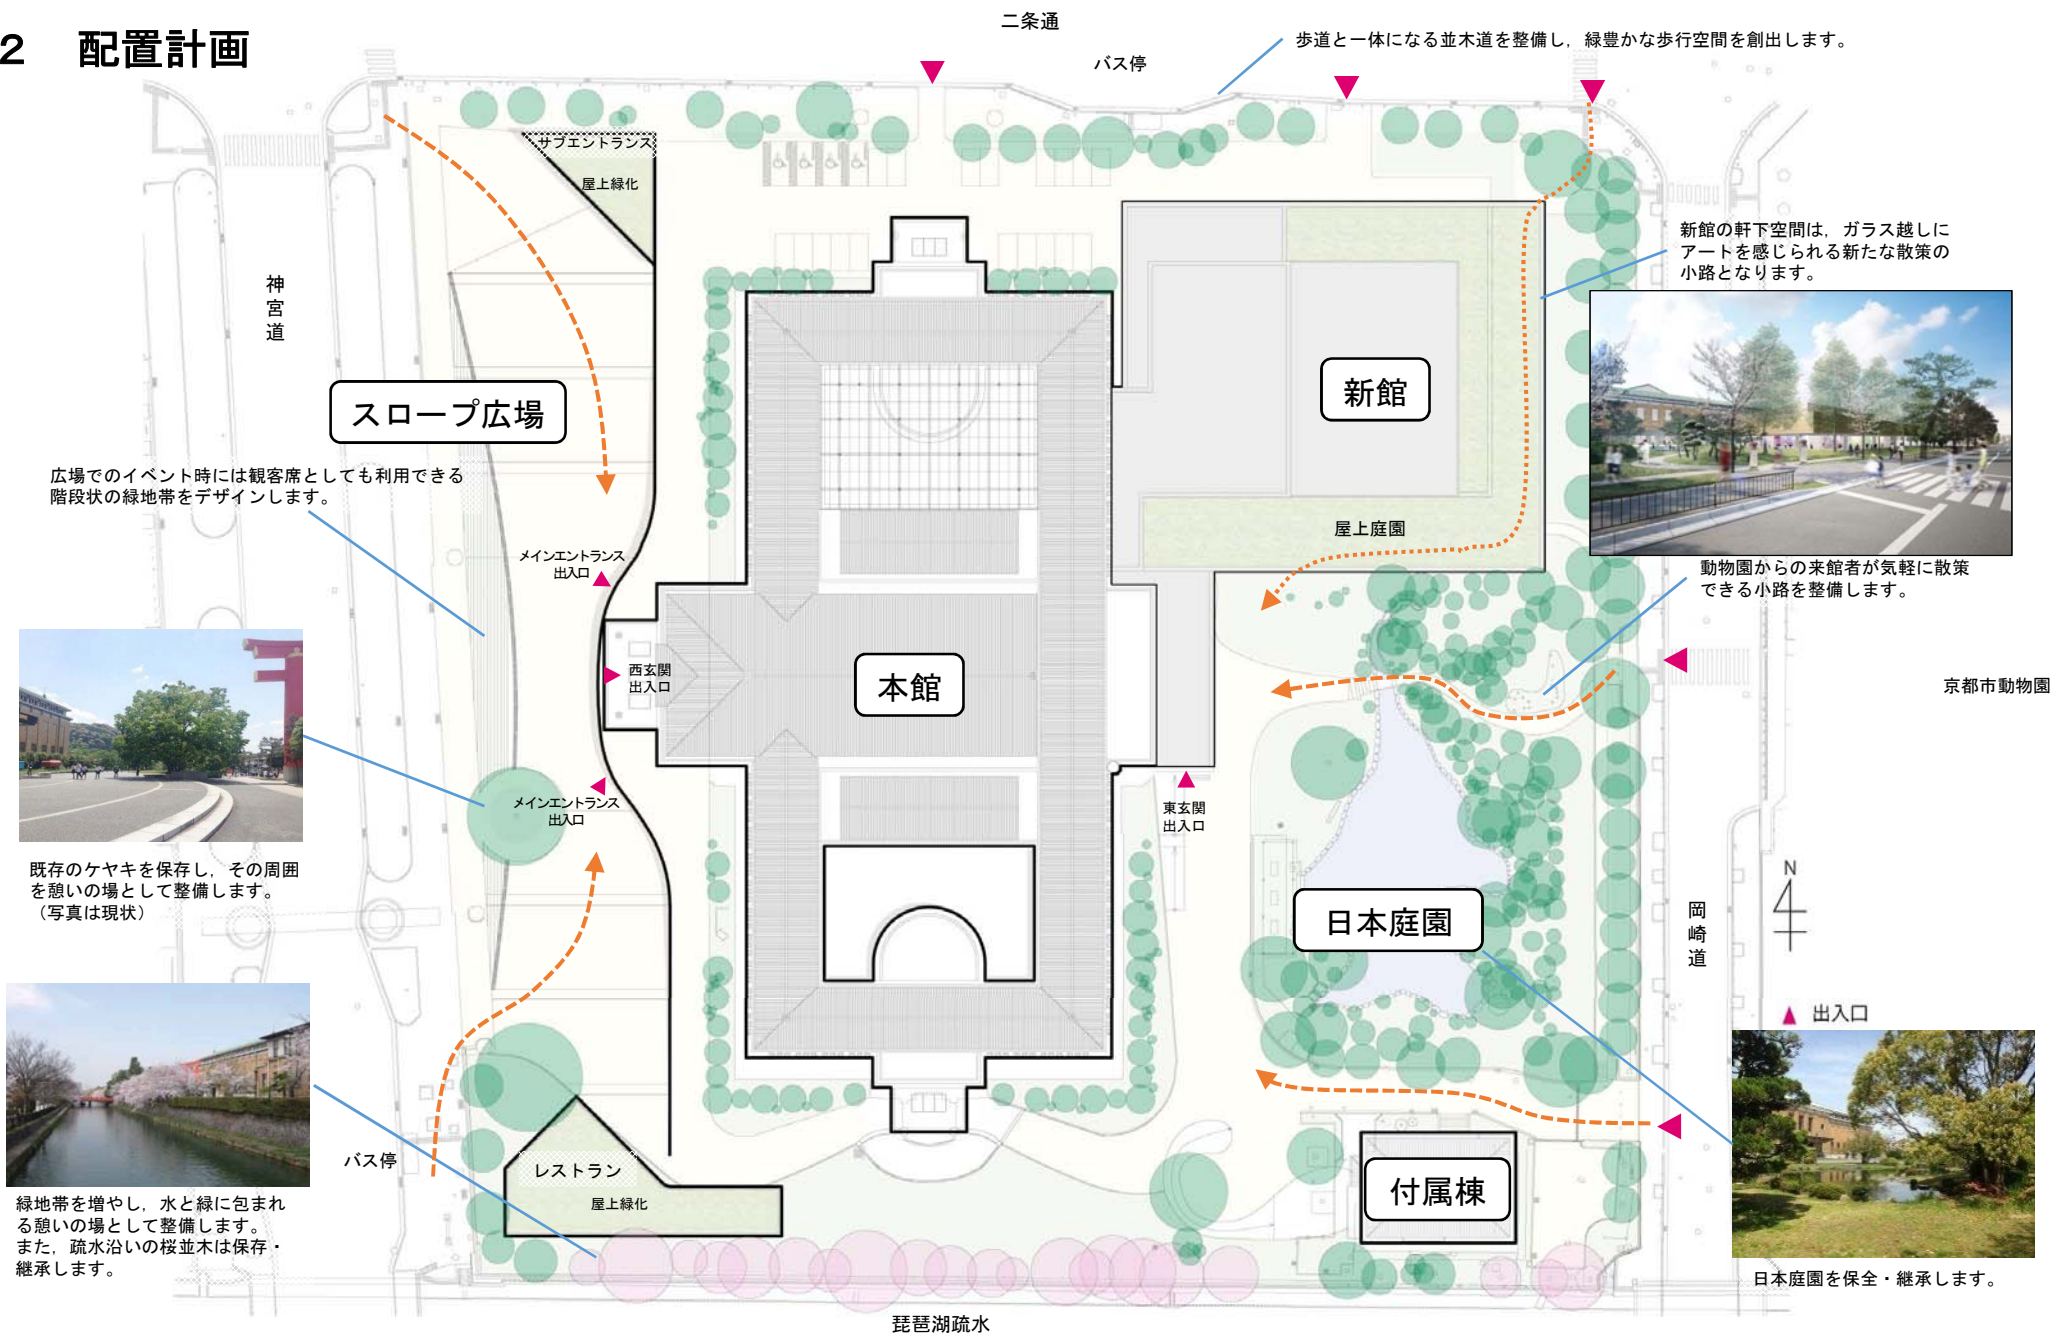 2　配置計画
二条通
バス停
歩道と一体になる並木道を整備し，緑豊かな歩行空間を創出します。
サブエントランス
屋上緑化
神宮道
新館の軒下空間は，ガラス越しに
アートを感じられる新たな散策の
小路となります。
新館
スロープ広場
広場でのイベント時には観客席としても利用できる
階段状の緑地帯をデザインします。
屋上庭園
メインエントランス
出入口
動物園からの来館者が気軽に散策
できる小路を整備します。
西玄関
出入口
本館
京都市動物園
メインエントランス
出入口
東玄関
出入口
既存のケヤキを保存し，その周囲
を憩いの場として整備します。
（写真は現状）
N
日本庭園
岡崎道
出入口
バス停
レストラン
屋上緑化
付属棟
緑地帯を増やし，水と緑に包まれ
る憩いの場として整備します。
また，疏水沿いの桜並木は保存・
継承します。
日本庭園を保全・継承します。
琵琶湖疏水